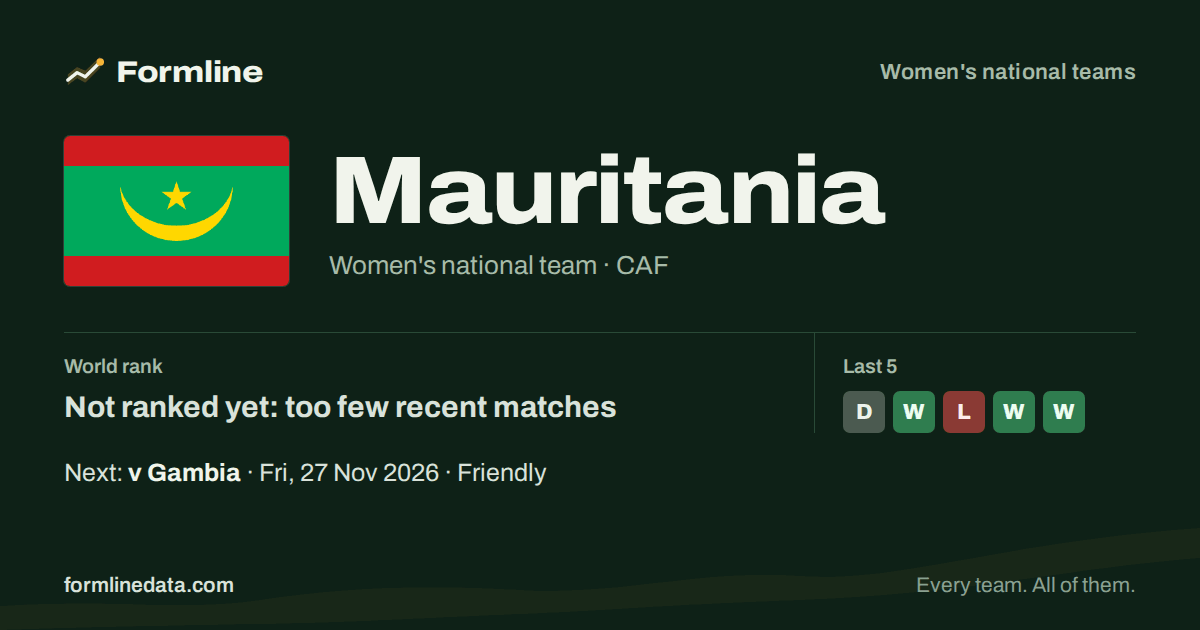 Formline
Women's national teams
Mauritania
Women's national team · CAF
World rank
Not ranked yet: too few recent matches
Last 5
D W L W W
Next: v Gambia · Fri, 27 Nov 2026 · Friendly
formlinedata.com
Every team. All of them.